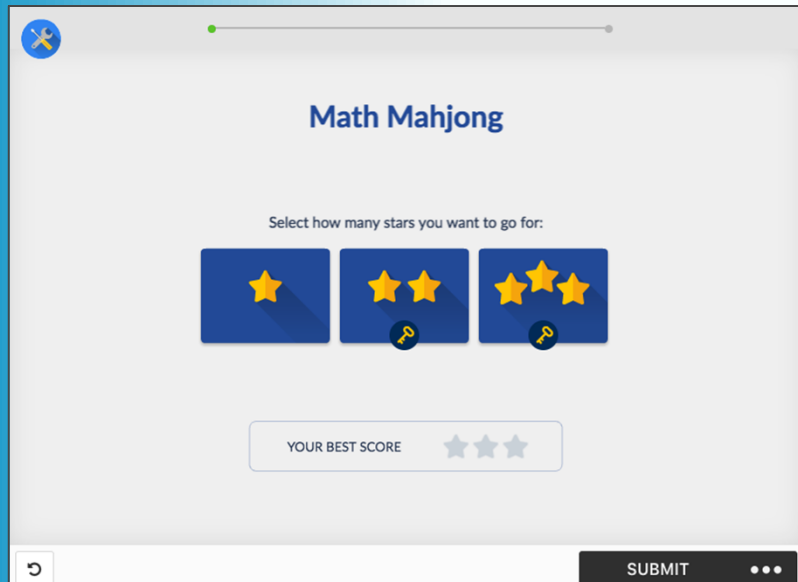 Math Mahjong
Select how many stars you want to go for:
YOUR BEST SCORE
SUBMIT